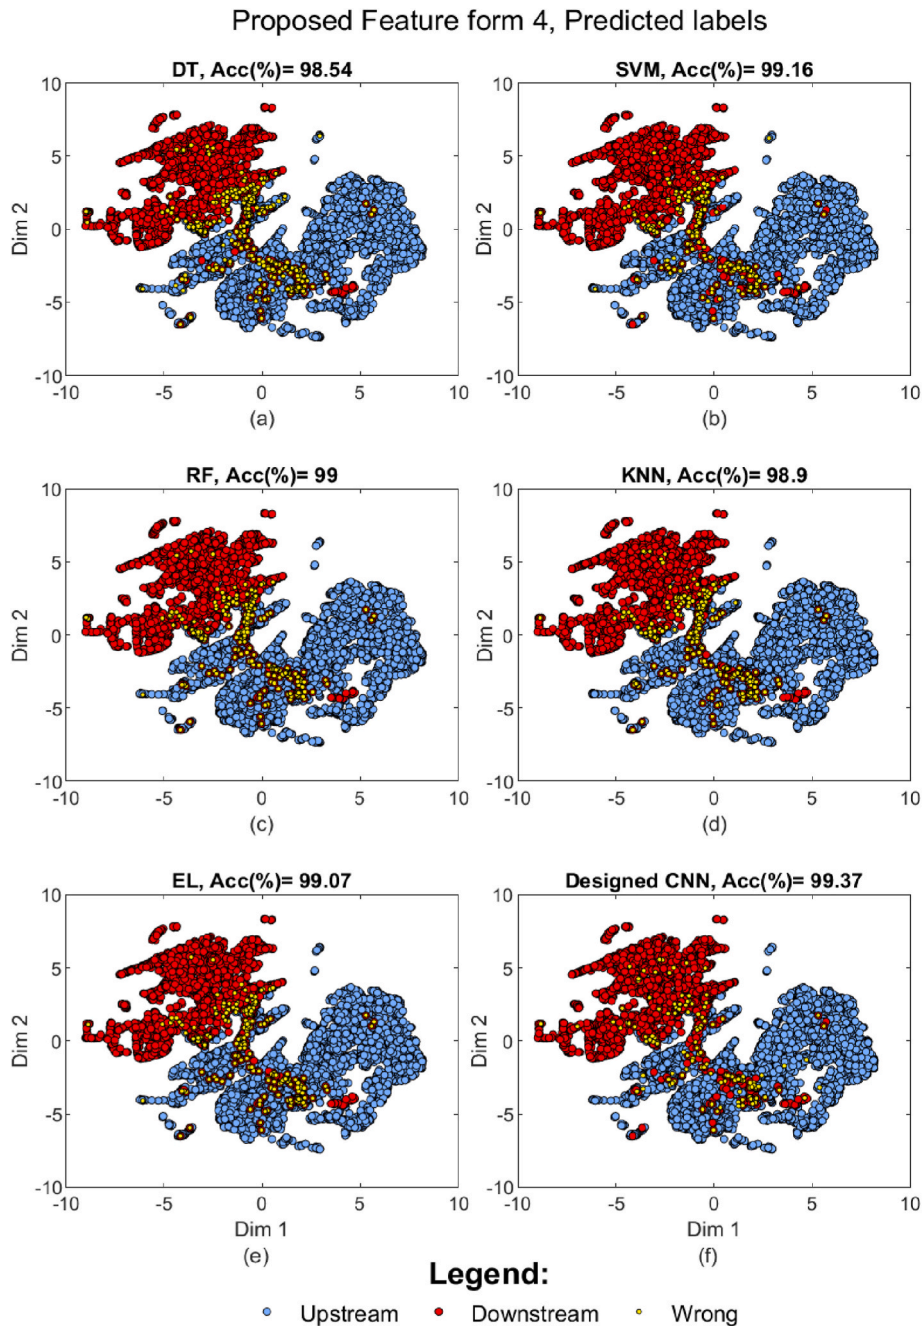 Proposed Feature form 4, Predicted labels
DT, Acc(%)= 98.54
SVM, Acc(%)= 99.16
10
5
0
-5
-10
Dim 2
-10
-5
0
5
10
(a)
10
5
0
-5
-10
Dim 2
-10
-5
0
5
10
(b)
RF, Acc(%)= 99
KNN, Acc(%)= 98.9
10
5
0
-5
-10
Dim 2
-10
-5
0
5
10
(c)
10
5
0
-5
-10
Dim 2
-10
-5
0
5
10
(d)
EL, Acc(%)= 99.07
Designed CNN, Acc(%)= 99.37
10
5
0
-5
-10
Dim 2
-10
-5
0
5
10
Dim 1
(e)
10
5
0
-5
-10
Dim 2
-10
-5
0
5
10
Dim 1
(f)
Legend:
Upstream Downstream Wrong